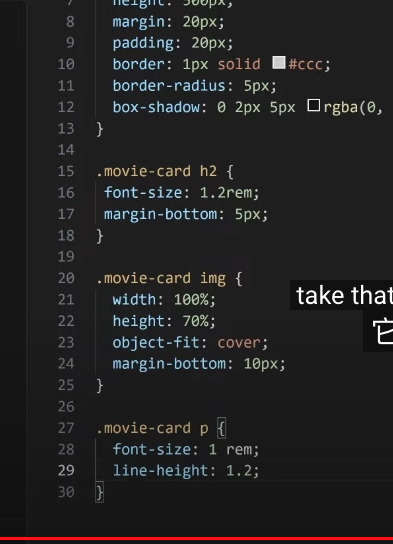 7 height: 500px;
8 margin: 20px;
9 padding: 20px;
10 border: 1px solid #ccc;
11 border-radius: 5px;
12 box-shadow: 0 2px 5px rgba(0,
13 }
14
15 .movie-card h2 {
16 font-size: 1.2rem;
17 margin-bottom: 5px;
18 }
19
20 .movie-card img {
21 width: 100%;
22 height: 70%;
23 object-fit: cover;
24 margin-bottom: 10px;
25 }
26
27 .movie-card p {
28 font-size: 1 rem;
29 line-height: 1.2;
30 }
take that
它